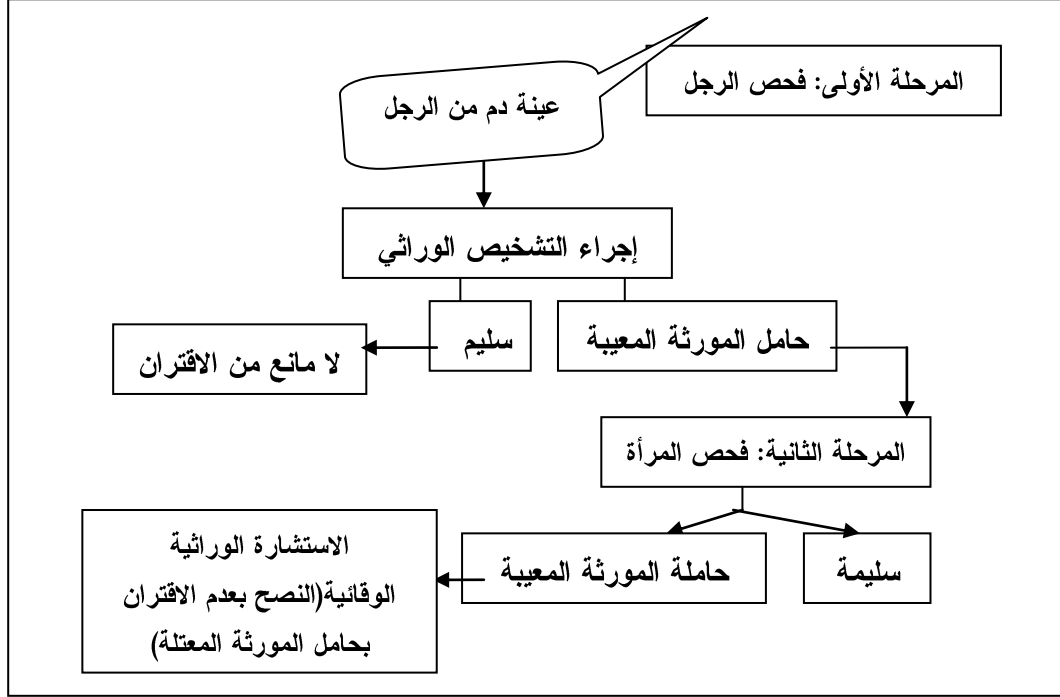 المرحلة الأولى: فحص الرجل
عينة دم من الرجل
إجراء التشخيص الوراثي
حامل المورثة المعيبة
سليم
لا مانع من الاقتران
المرحلة الثانية: فحص المرأة
سليمة
حاملة المورثة المعيبة
الاستشارة الوراثية
الوقائية(النصح بعدم الاقتران
بحامل المورثة المعتلة)